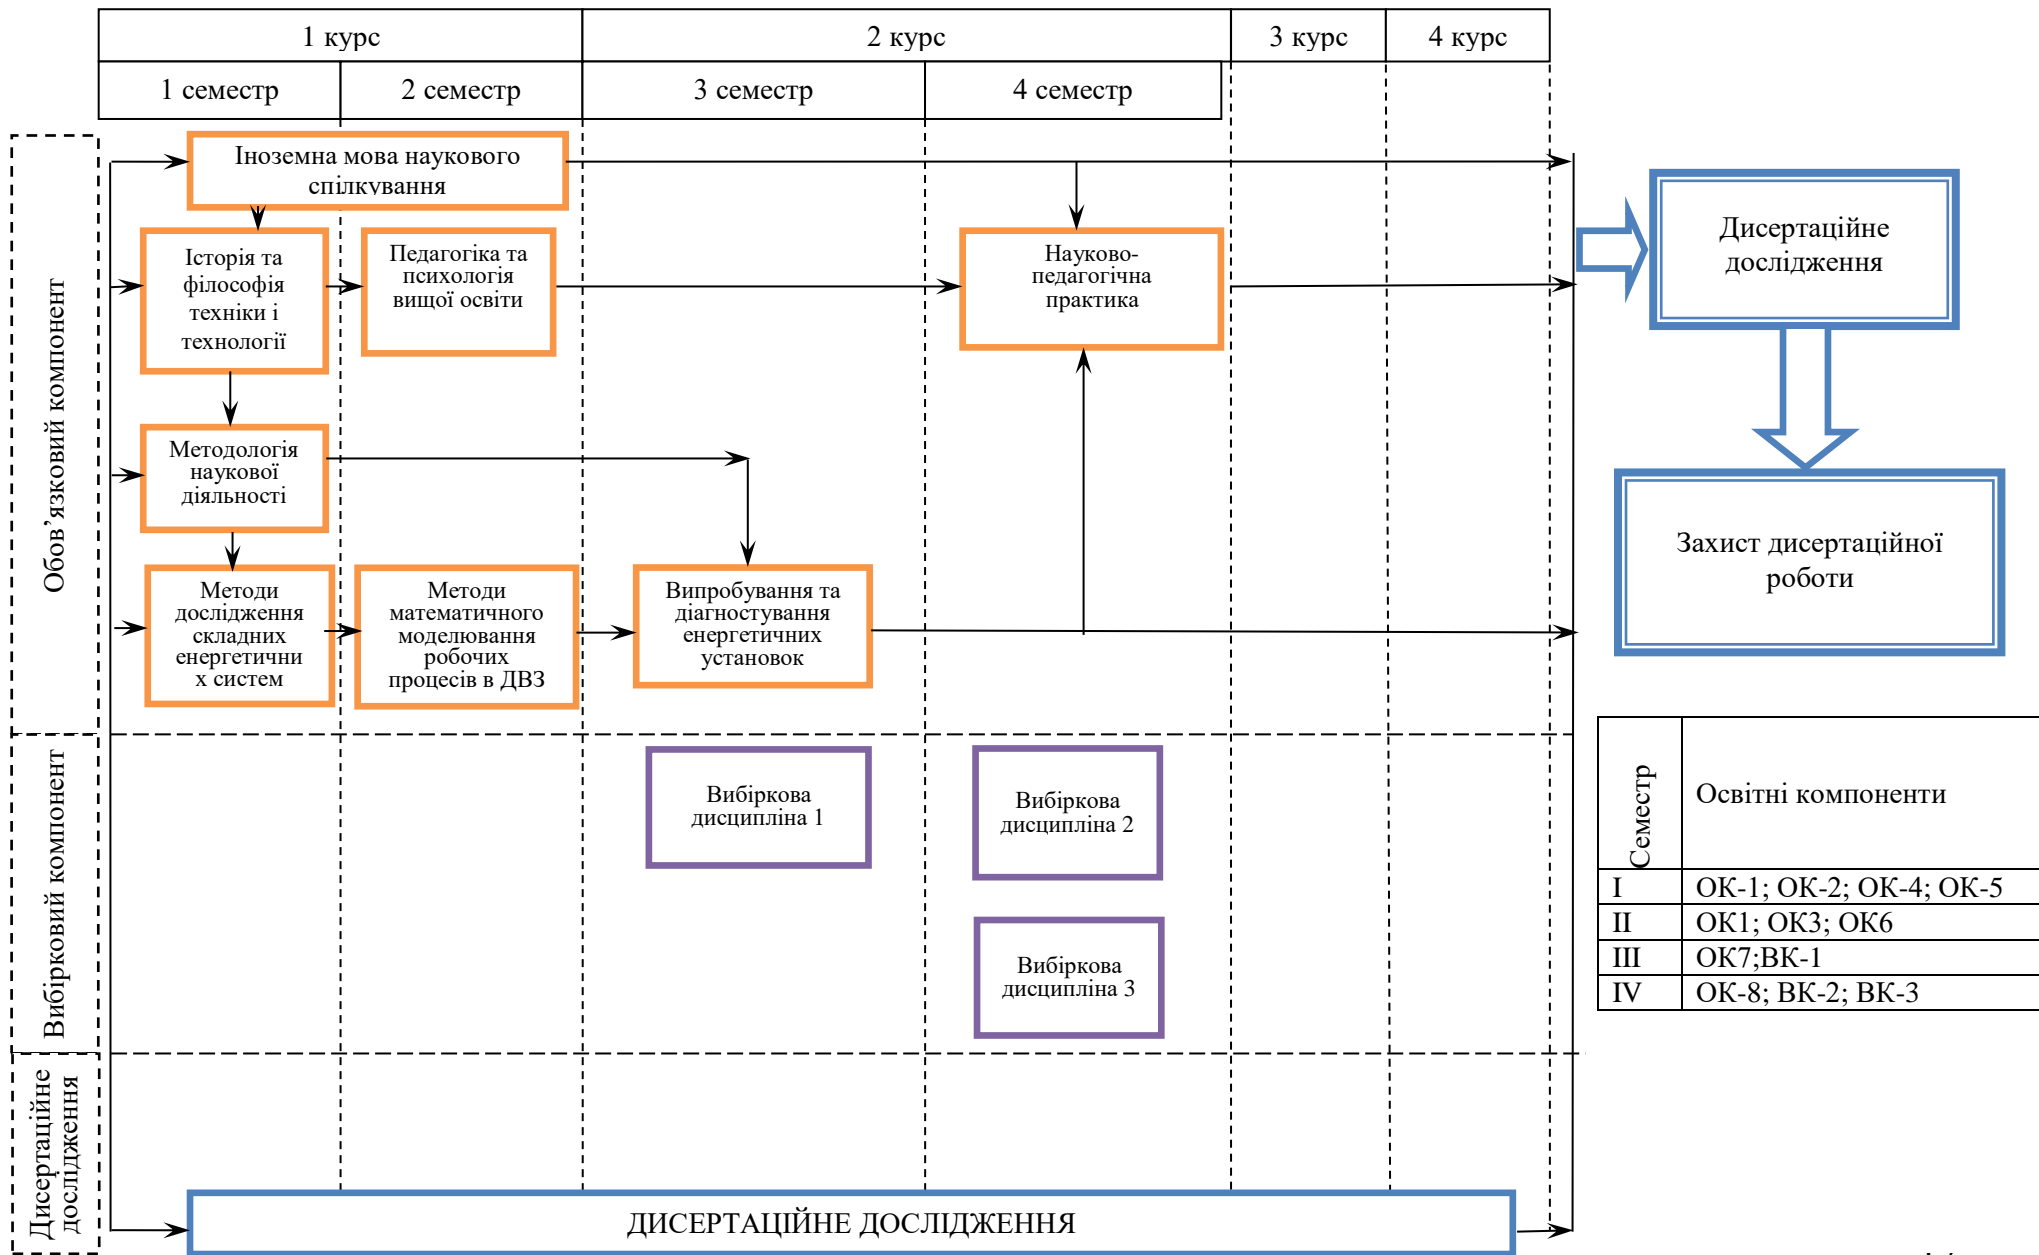 1 курс
2 курс
3 курс
4 курс
1 семестр
2 семестр
3 семестр
4 семестр
Обов’язковий компонент
Іноземна мова наукового
спілкування
Історія та
філософія
техніки і
технології
Педагогіка та
психологія
вищої освіти
Науково-
педагогічна
практика
Методологія
наукової
діяльності
Методи
дослідження
складних
енергетични
х систем
Методи
математичного
моделювання
робочих
процесів в ДВЗ
Випробування та
діагностування
енергетичних
установок
Дисертаційне
дослідження
Захист дисертаційної
роботи
Вибірковий компонент
Вибіркова
дисципліна 1
Вибіркова
дисципліна 2
Вибіркова
дисципліна 3
Семестр
Освітні компоненти
I
ОК-1; ОК-2; ОК-4; ОК-5
II
ОК1; ОК3; ОК6
III
ОК7;ВК-1
IV
ОК-8; ВК-2; ВК-3
Дисертаційне
дослідження
ДИСЕРТАЦІЙНЕ ДОСЛІДЖЕННЯ